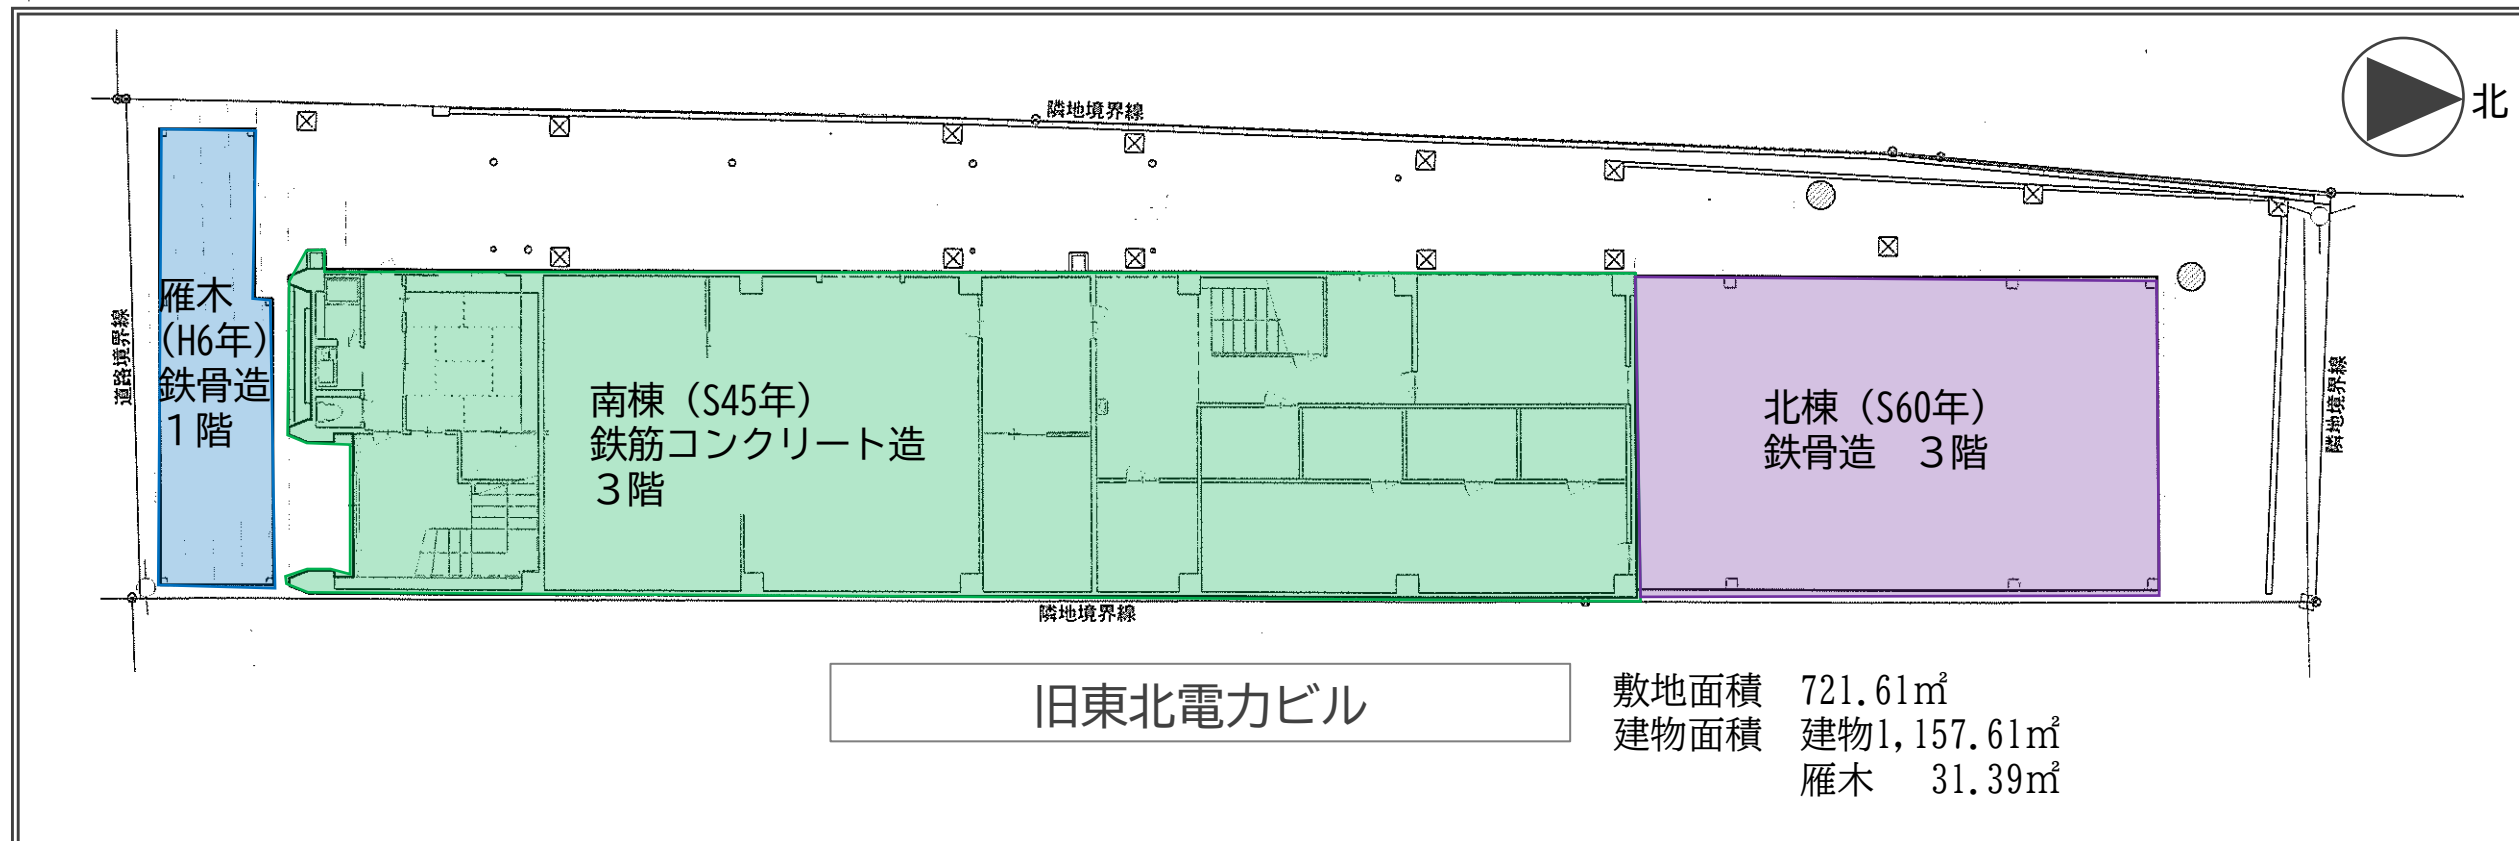 北
隣地境界線
雁木
(H6年)
鉄骨造
１階
道路境界線
南棟（S45年）
鉄筋コンクリート造
３階
北棟（S60年）
鉄骨造　３階
隣地境界線
隣地境界線
旧東北電力ビル
敷地面積　721.61㎡
建物面積　建物1,157.61㎡
雁木　31.39㎡